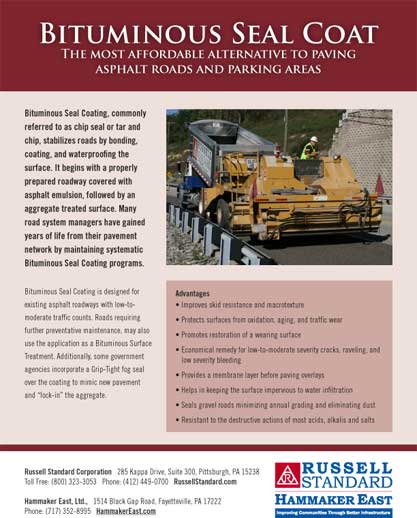 BITUMINOUS SEAL COAT
THE MOST AFFORDABLE ALTERNATIVE TO PAVING
ASPHALT ROADS AND PARKING AREAS
Bituminous Seal Coating, commonly
referred to as chip seal or tar and
chip, stabilizes roads by bonding,
coating, and waterproofing the
surface. It begins with a properly
prepared roadway covered with
asphalt emulsion, followed by an
aggregate treated surface. Many
road system managers have gained
years of life from their pavement
network by maintaining systematic
Bituminous Seal Coating programs.
Bituminous Seal Coating is designed for
existing asphalt roadways with low-to-
moderate traffic counts. Roads requiring
further preventative maintenance, may also
use the application as a Bituminous Surface
Treatment. Additionally, some government
agencies incorporate a Grip-Tight fog seal
over the coating to mimic new pavement
and “lock-in” the aggregate.
Advantages
• Improves skid resistance and macrotexture
• Protects surfaces from oxidation, aging, and traffic wear
• Promotes restoration of a wearing surface
• Economical remedy for low-to-moderate severity cracks, raveling, and
low severity bleeding
• Provides a membrane layer before paving overlays
• Helps in keeping the surface impervious to water infiltration
• Seals gravel roads minimizing annual grading and eliminating dust
• Resistant to the destructive actions of most acids, alkalis and salts
Russell Standard Corporation 285 Kappa Drive, Suite 300, Pittsburgh, PA 15238
Toll Free: (800) 323-3053 Phone: (412) 449-0700 RussellStandard.com
Hammaker East, Ltd., 1514 Black Gap Road, Fayetteville, PA 17222
Phone: (717) 352-8995 HammakerEast.com
RUSSELL
STANDARD
HAMMAKER EAST
Improving Communities Through Better Infrastructure